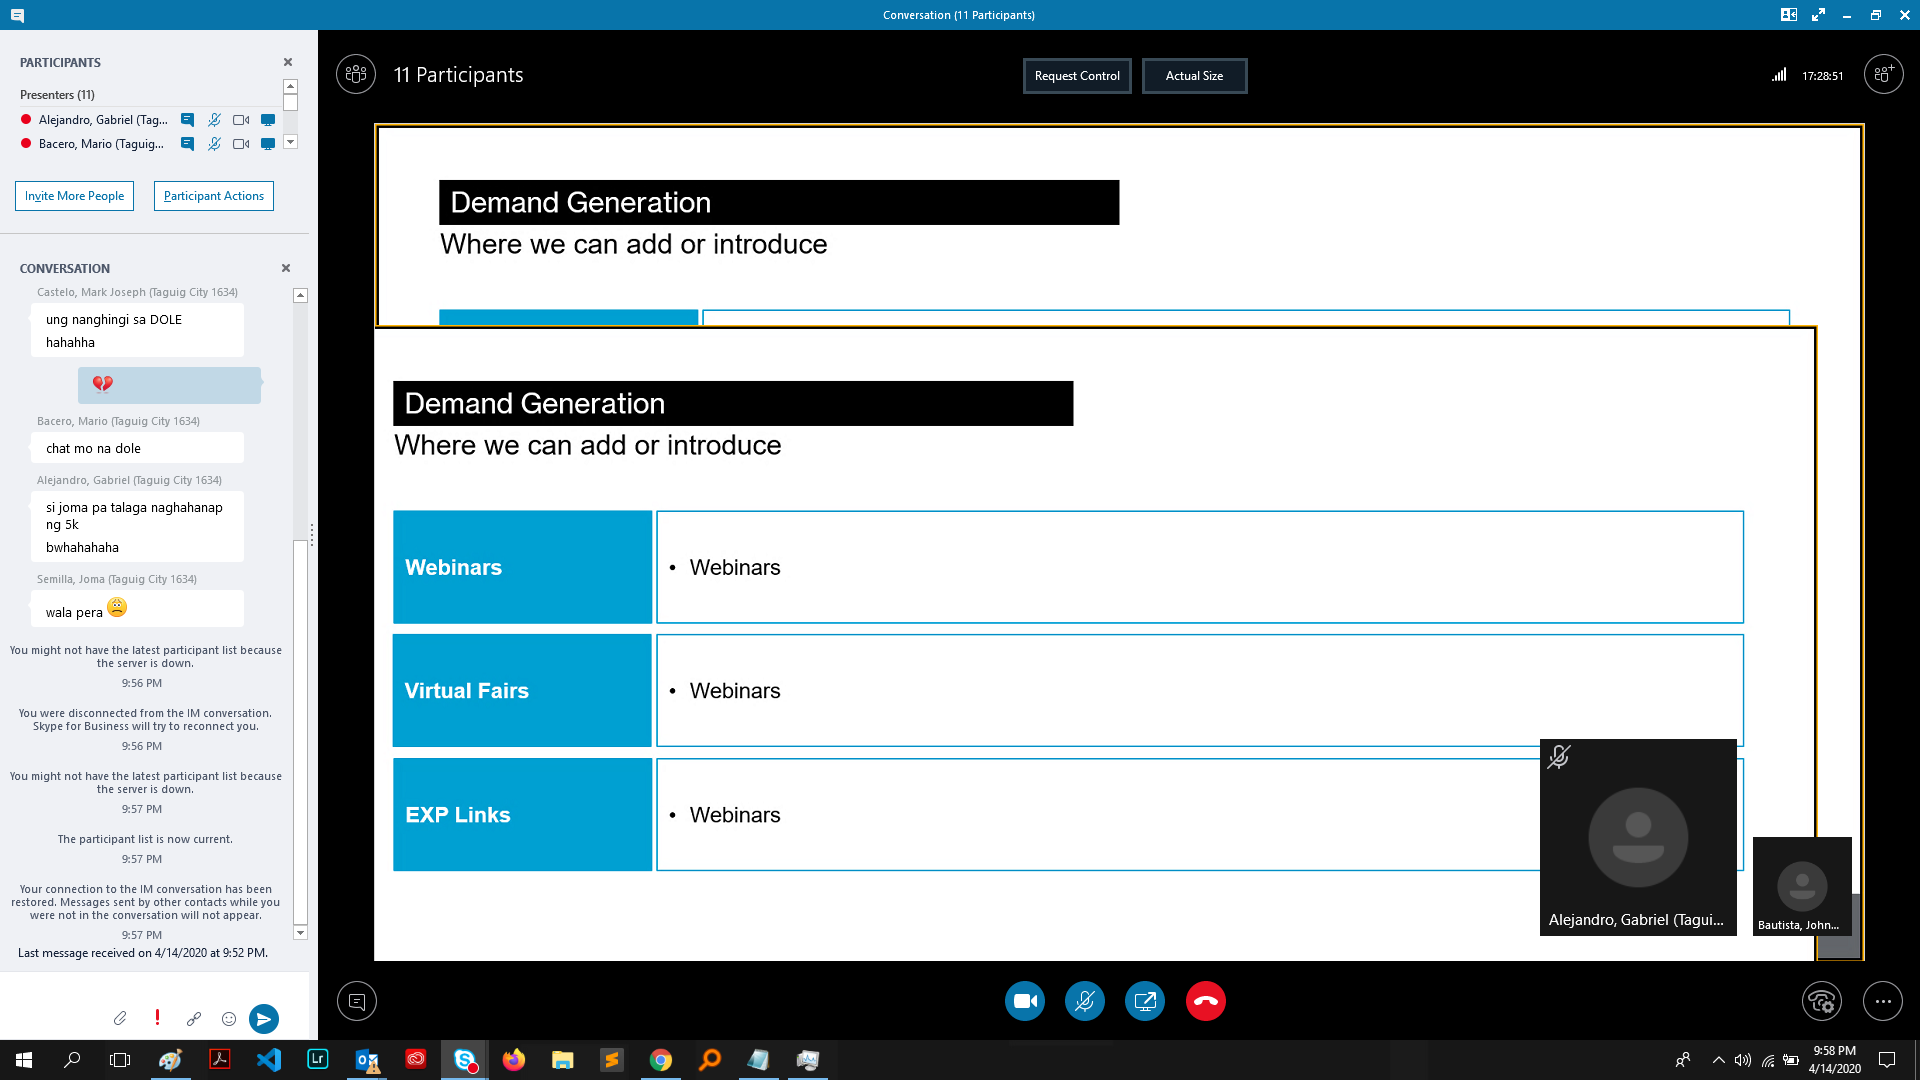 Conversation (11 Participants)
PARTICIPANTS
Presenters (11)
Alejandro, Gabriel (Tag...
Bacero, Mario (Taguig...
Invite More People
Participant Actions
CONVERSATION
Castelo, Mark Joseph (Taguig City 1634)
ung nanghingi sa DOLE
hahahha
Bacero, Mario (Taguig City 1634)
chat mo na dole
Alejandro, Gabriel (Taguig City 1634)
si joma pa talaga naghahanap
ng 5k
bwhahahaha
Semilla, Joma (Taguig City 1634)
wala pera
You might not have the latest participant list because
the server is down.
9:56 PM
You were disconnected from the IM conversation.
Skype for Business will try to reconnect you.
9:56 PM
You might not have the latest participant list because
the server is down.
9:57 PM
The participant list is now current.
9:57 PM
Your connection to the IM conversation has been
restored. Messages sent by other contacts while you
were not in the conversation will not appear.
9:57 PM
Last message received on 4/14/2020 at 9:52 PM.
11 Participants
Request Control
Actual Size
17:28:51
Demand Generation
Where we can add or introduce
Demand Generation
Where we can add or introduce
Webinars
• Webinars
Virtual Fairs
• Webinars
EXP Links
• Webinars
Alejandro, Gabriel (Tagui...
Bautista, John...
Lr
9:58 PM
4/14/2020